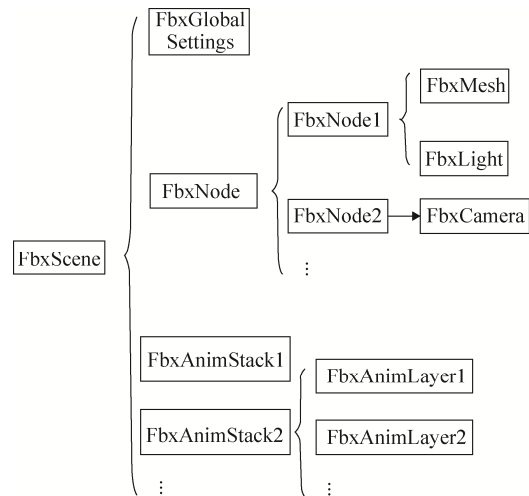 FbxGlobal
Settings
FbxMesh
FbxNode1
FbxLight
FbxNode
FbxNode2
FbxCamera
⋮
FbxScene
FbxAnimStack1
FbxAnimLayer1
FbxAnimStack2
FbxAnimLayer2
⋮
⋮